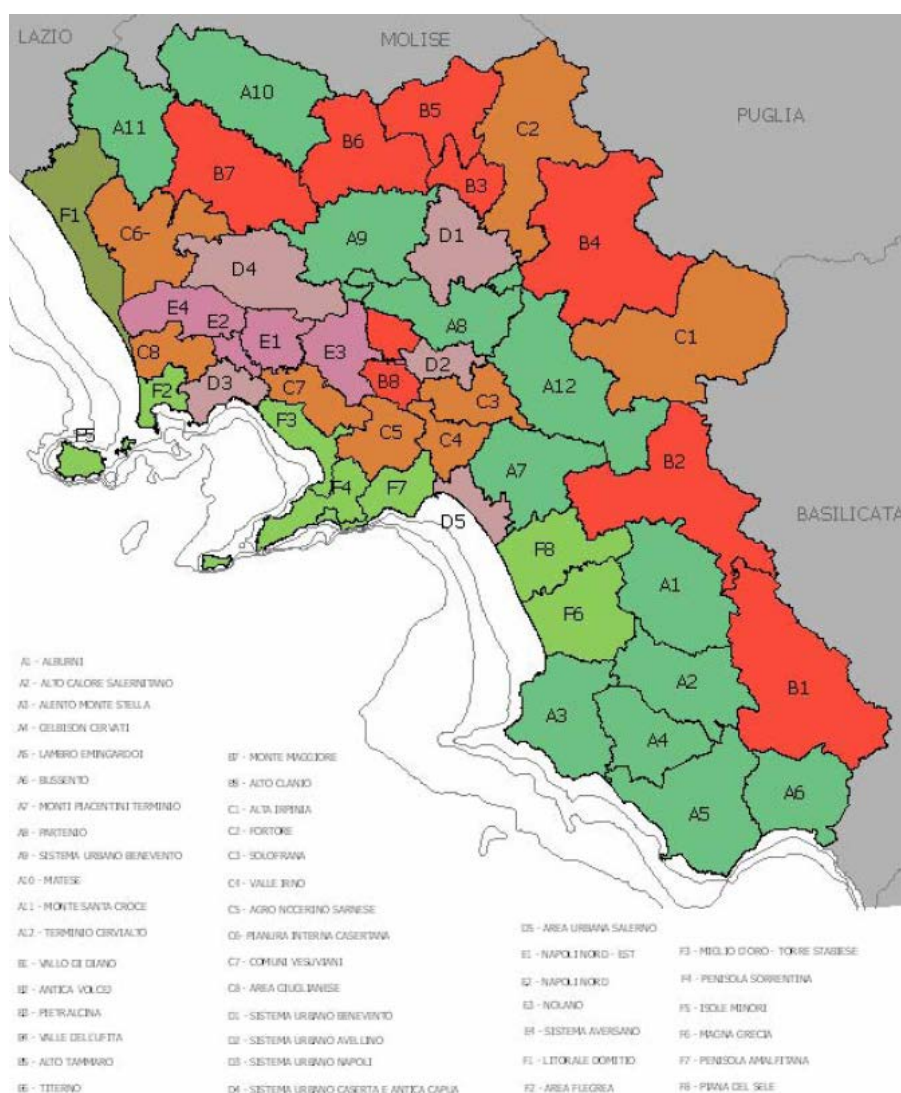 LAZIO
MOLISE
PUGLIA
BASILICATA
A10
A11
B5
C2
B6
B7
B3
F1
C6-
A9
D1
B4
D4
E4
E2
E1
E3
A8
C1
C8
D2
A12
F2
D3
C7
B8
C3
F5
F3
C5
C4
B2
A7
F4
F7
D5
F8
A1
F6
A2
B1
A3
A4
A5
A6
A1 - ALBURNI
A2 - ALTO CALORE SALERNITANO
A3 - ALENTO MONTE STELLA
A4 - GELBISON CERVATI
A5 - LAMBRO EMINGARDOI
A6 - BUSSENTO
A7 - MONTI PIACENTINI TERMINIO
A8 - PARTENIO
A9 - SISTEMA URBANO BENEVENTO
A10 - MATESE
A11 - MONTE SANTA CROCE
A12 - TERMINIO CERVIALTO
B1 - VALLO DI DIANO
B2 - ANTICA VOLCEJ
B3 - PIETRALCINA
B4 - VALLE DELL'UFITA
B5 - ALTO TAMMARO
B6 - TITERNO
B7 - MONTE MAGGIORE
B8 - ALTO CLANIO
C1 - ALTA IRPINIA
C2 - FORTORE
C3 - SOLOFRANA
C4 - VALLE IRNO
C5 - AGRO NOCERINO SARNESE
C6- PIANURA INTERNA CASERTANA
C7 - COMUNI VESUVIANI
C8 - AREA GIUGLIANESE
D1 - SISTEMA URBANO BENEVENTO
D2 - SISTEMA URBANO AVELLINO
D3 - SISTEMA URBANO NAPOLI
D4 - SISTEMA URBANO CASERTA E ANTICA CAPUA
D5 - AREA URBANA SALERNO
E1 - NAPOLI NORD - EST
E2 - NAPOLI NORD
E3 - NOLANO
E4 - SISTEMA AVERSANO
F1 - LITORALE DOMITIO
F2 - AREA FLEGREA
F3 - MIGLIO D'ORO - TORRE STABIESE
F4 - PENISOLA SORRENTINA
F5 - ISOLE MINORI
F6 - MAGNA GRECIA
F7 - PENISOLA AMALFITANA
F8 - PIANA DEL SELE